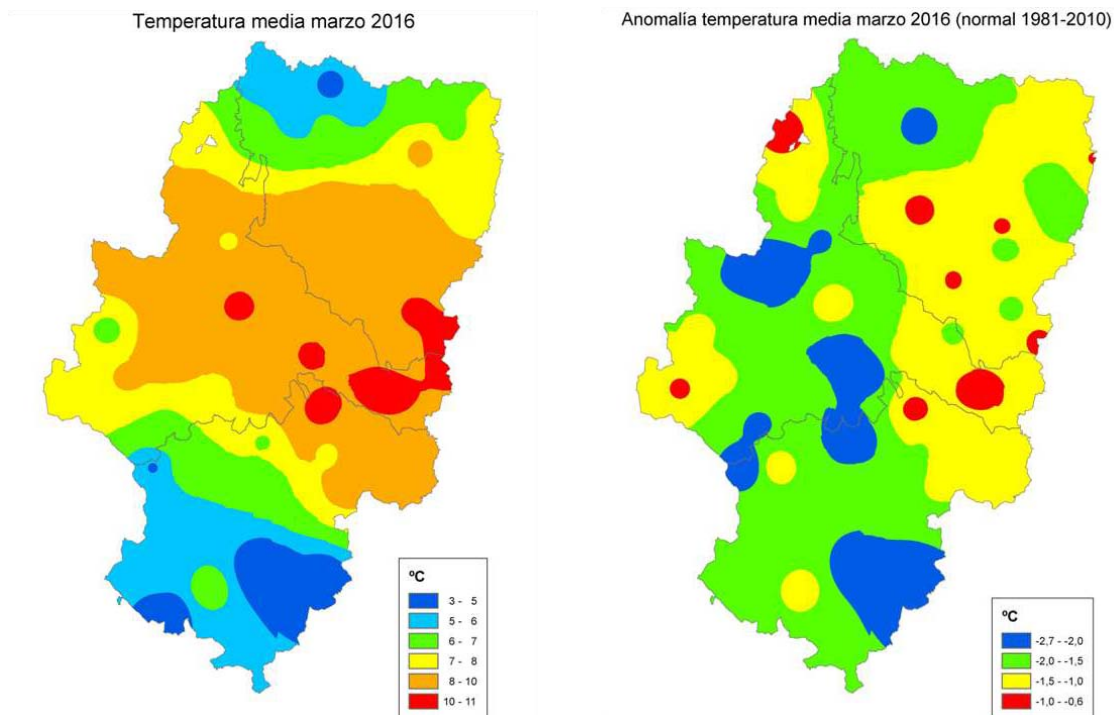 Temperatura media marzo 2016
ºC
3 - 5
5 - 6
6 - 7
7 - 8
8 - 10
10 - 11
Anomalía temperatura media marzo 2016 (normal 1981-2010)
ºC
-2,7 - -2,0
-2,0 - -1,5
-1,5 - -1,0
-1,0 - -0,6